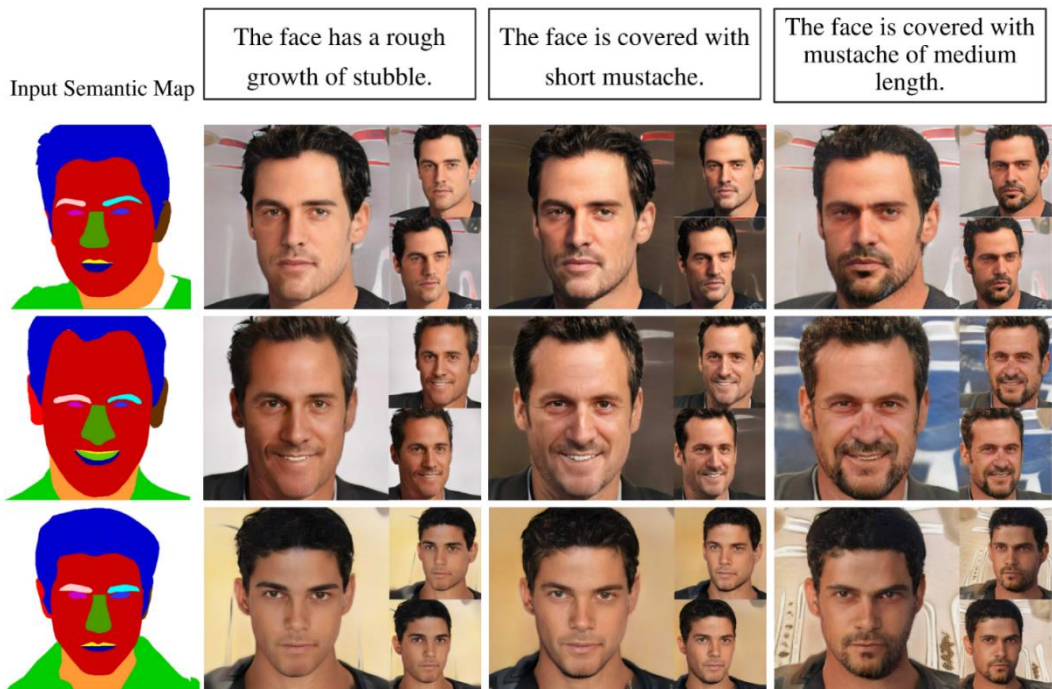 Input Semantic Map
The face has a rough
growth of stubble.
The face is covered with
short mustache.
The face is covered with
mustache of medium
length.